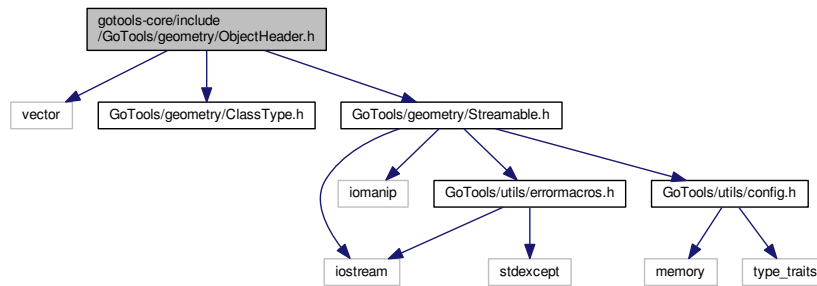 gotools-core/include
/GoTools/geometry/ObjectHeader.h
vector
GoTools/geometry/ClassType.h
GoTools/geometry/Streamable.h
iomanip
GoTools/utils/errormacros.h
GoTools/utils/config.h
iostream
stdexcept
memory
type_traits